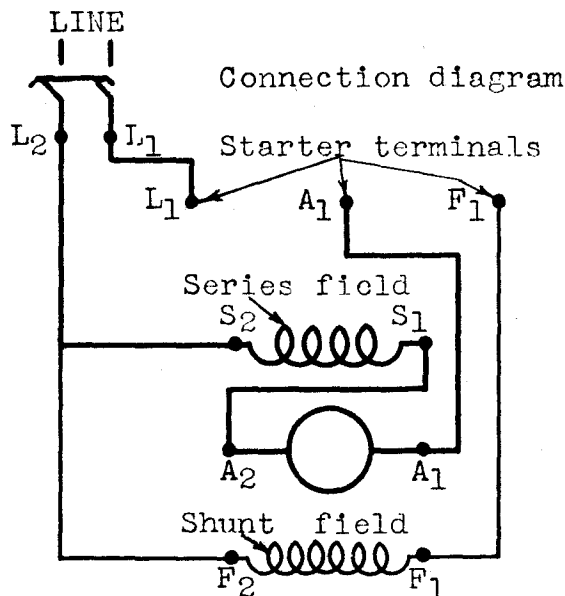 LINE
Connection diagram
L2 L1
Starter terminals
L1 A1 F1
Series field
S2 S1
A2 A1
Shunt field
F2 F1